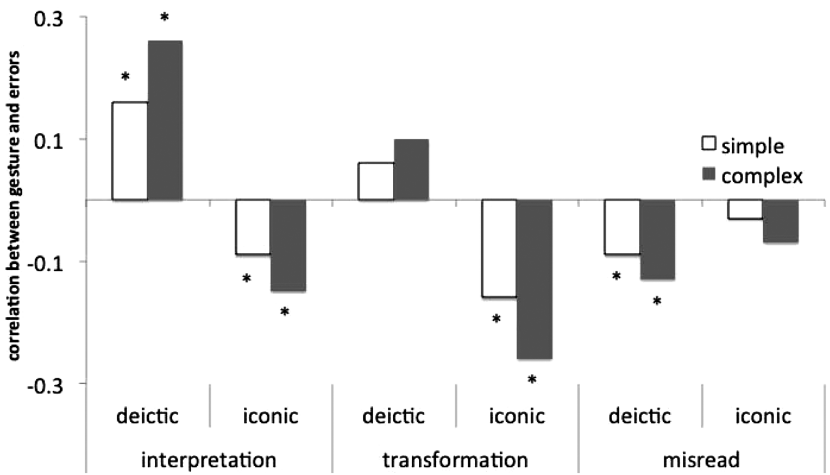 correlation between gesture and errors
0.3
0.1
-0.1
-0.3
*
*
*
*
*
*
*
*
simple
complex
deictic iconic deictic iconic deictic iconic
interpretation transformation misread